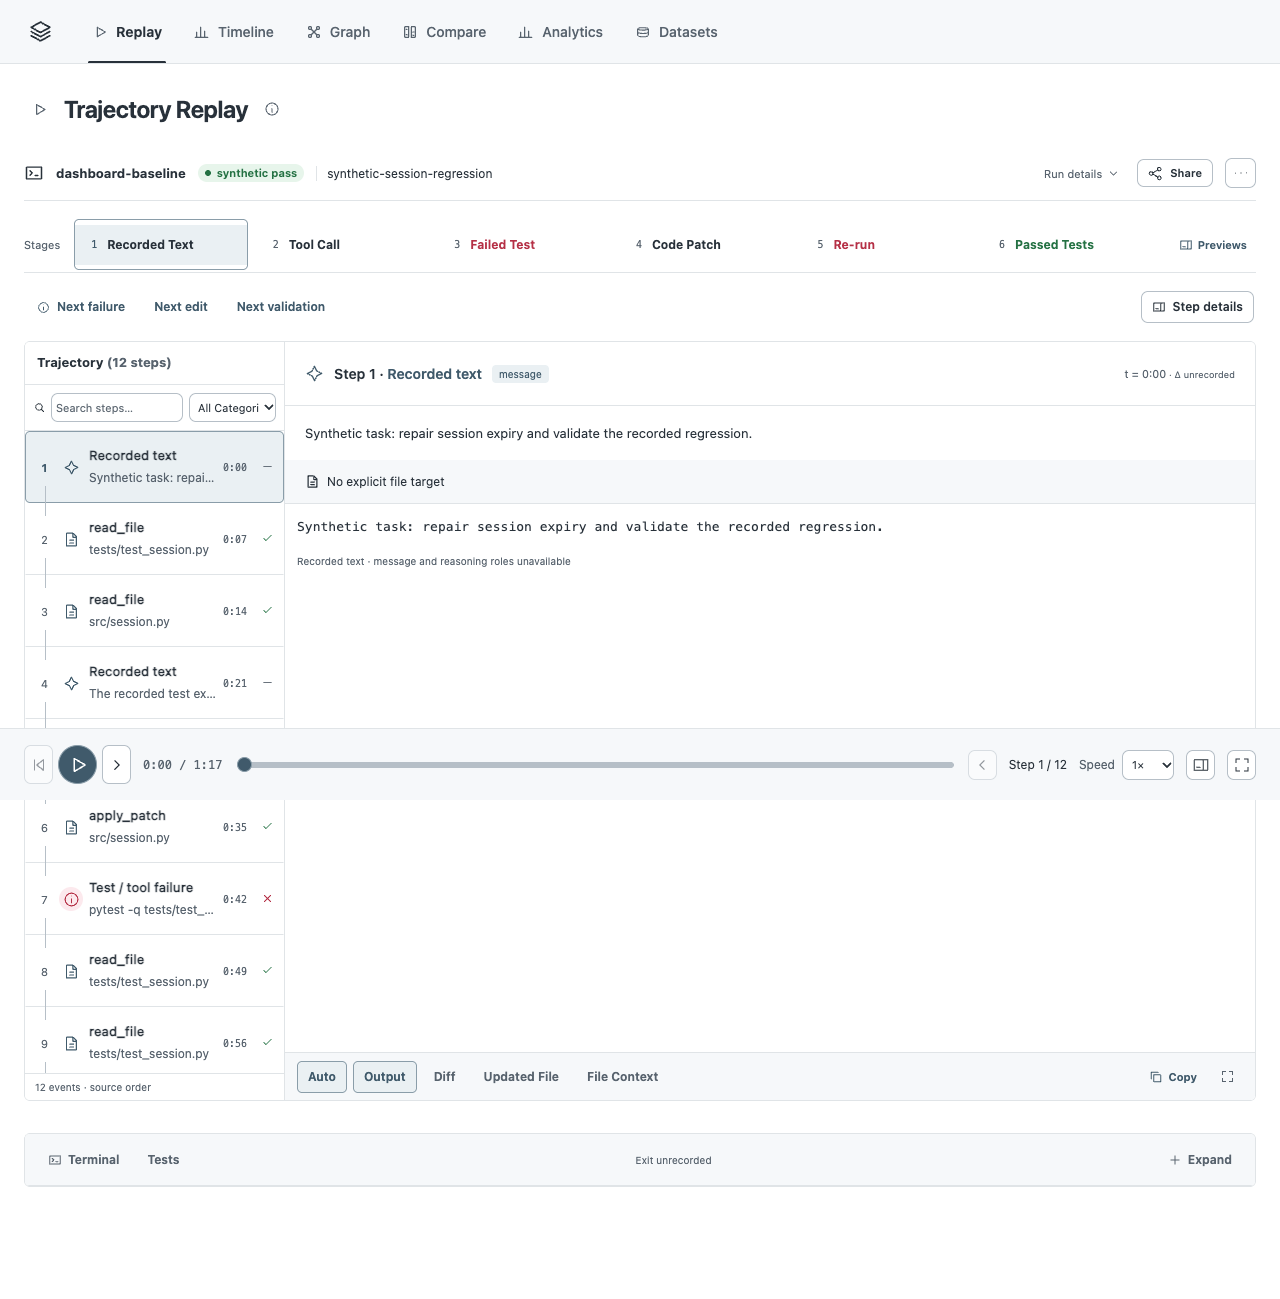 Replay Timeline Graph Compare Analytics Datasets
Trajectory Replay
dashboard-baseline synthetic pass synthetic-session-regression Run details Share
Stages 1 Recorded Text 2 Tool Call 3 Failed Test 4 Code Patch 5 Re-run 6 Passed Tests Previews
Next failure Next edit Next validation Step details
Trajectory (12 steps)
Search steps... All Categori
1 Recorded text 0:00 —
Synthetic task: repai...
2 read_file 0:07
tests/test_session.py
3 read_file 0:14
src/session.py
4 Recorded text 0:21 —
The recorded test ex...
Step 1 · Recorded text message t = 0:00 · Δ unrecorded
Synthetic task: repair session expiry and validate the recorded regression.
No explicit file target
Synthetic task: repair session expiry and validate the recorded regression.
Recorded text · message and reasoning roles unavailable
0:00 / 1:17 Step 1 / 12 Speed 1×
6 apply_patch 0:35
src/session.py
7 Test / tool failure 0:42
pytest -q tests/test_...
8 read_file 0:49
tests/test_session.py
9 read_file 0:56
tests/test_session.py
12 events · source order
Auto Output Diff Updated File File Context Copy
Terminal Tests Exit unrecorded Expand